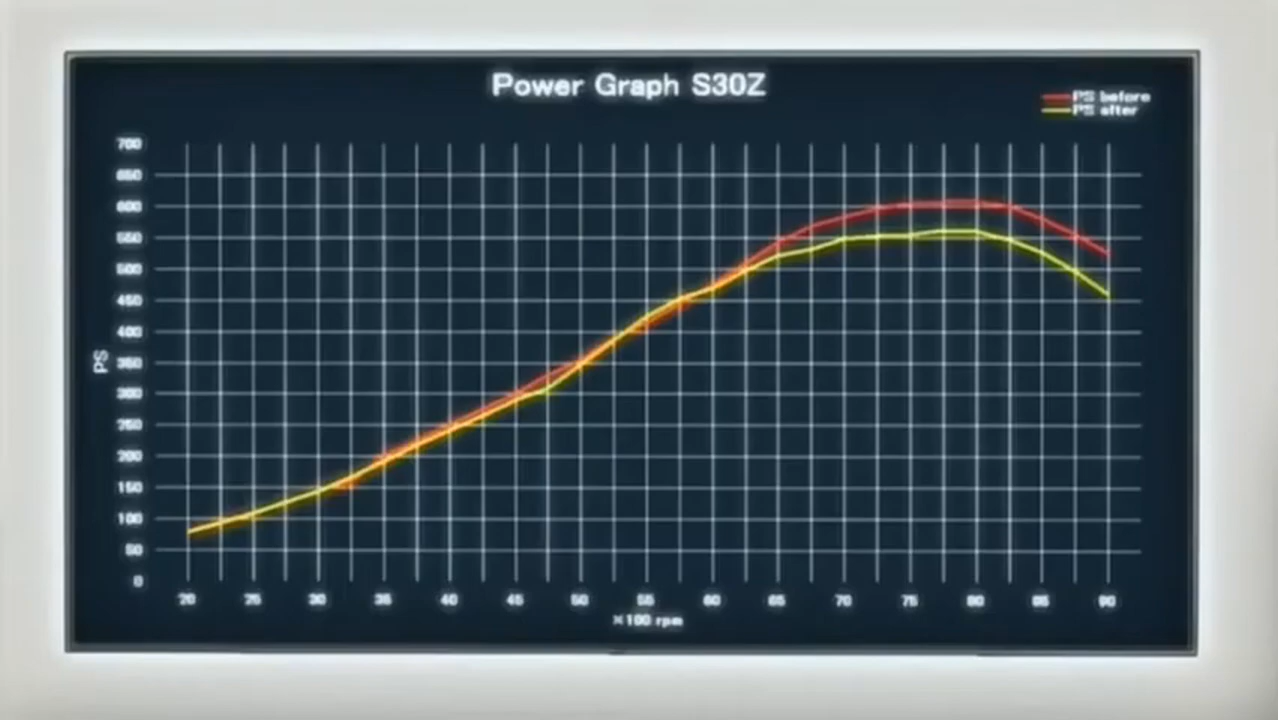 Power Graph S30Z
PS before
PS after
700
650
600
550
500
450
400
350
300
250
200
150
100
50
0
PS
20 25 30 35 40 45 50 55 60 65 70 75 80 85 90
×100 rpm